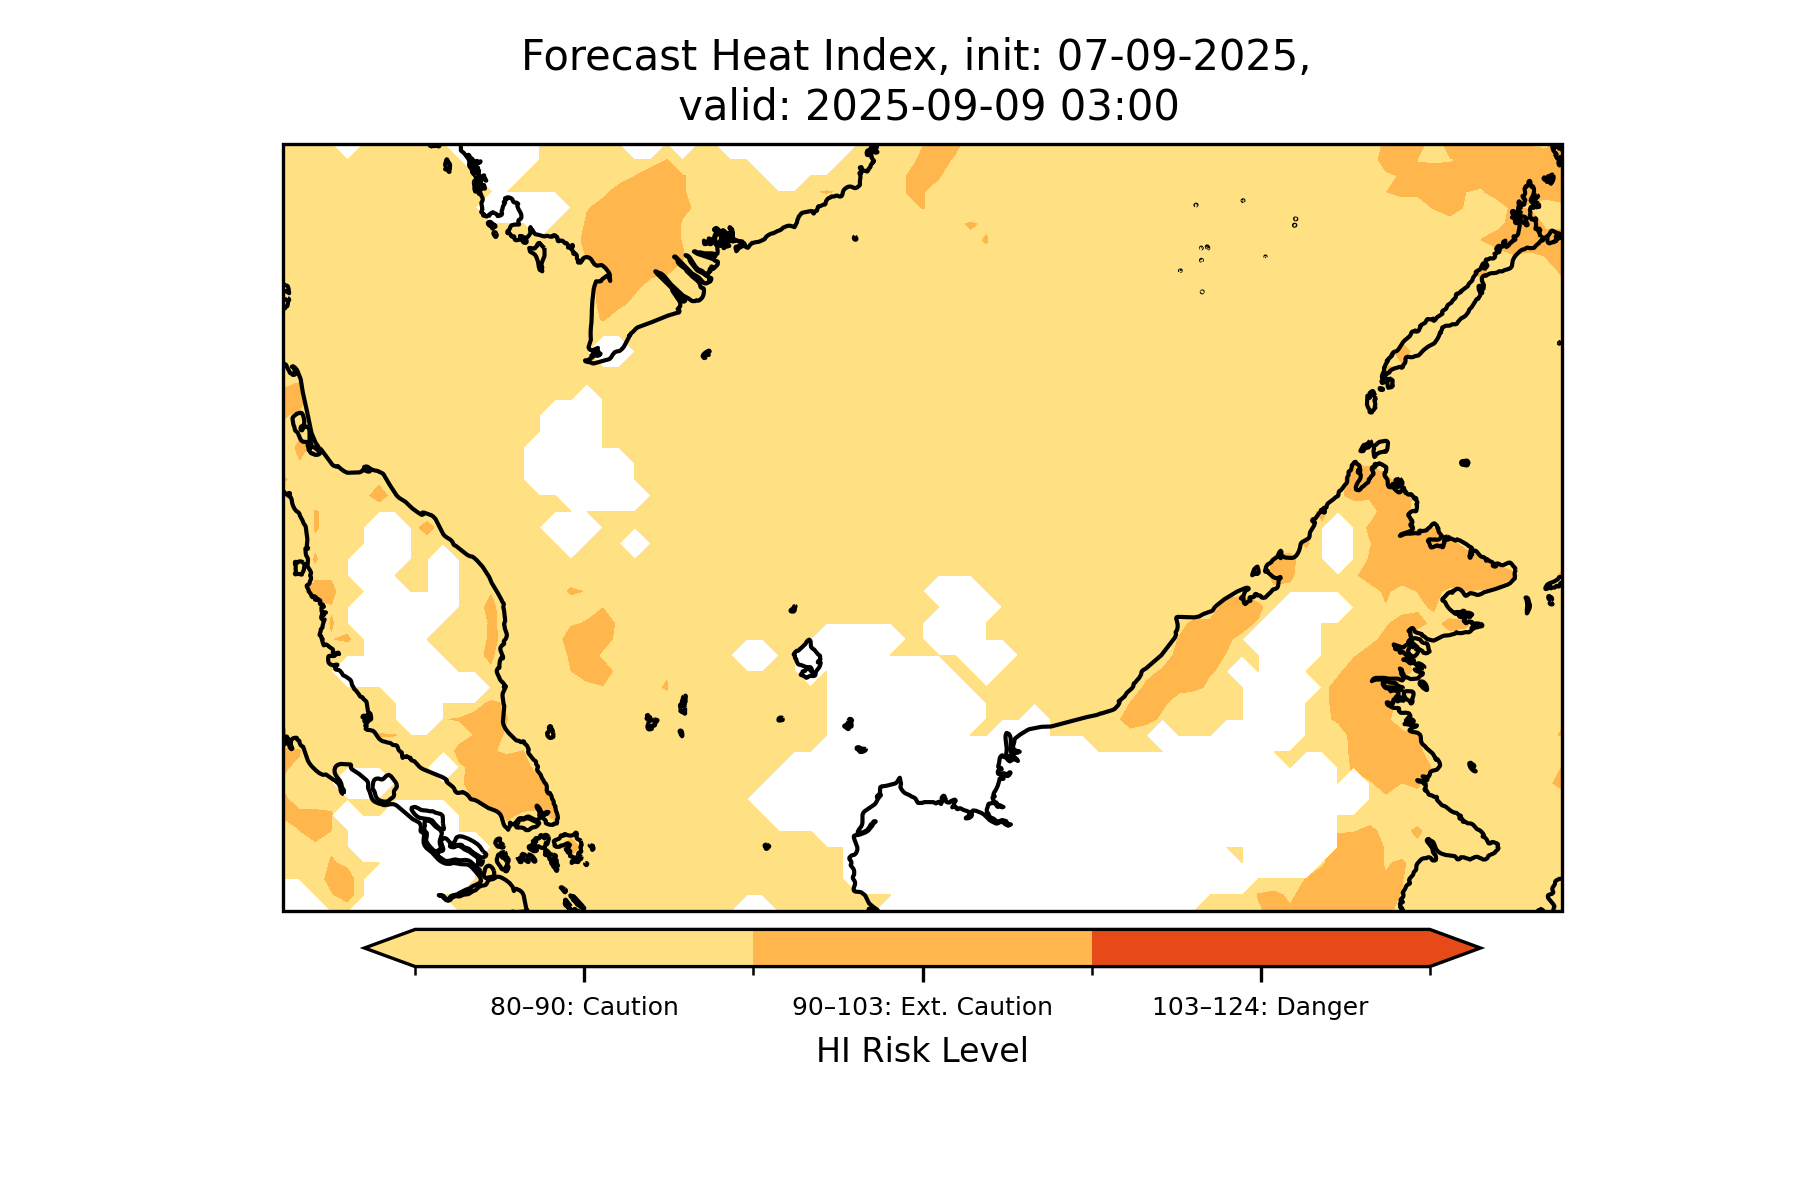 Forecast Heat Index, init: 07-09-2025,
valid: 2025-09-09 03:00
80–90: Caution
90–103: Ext. Caution
103–124: Danger
HI Risk Level